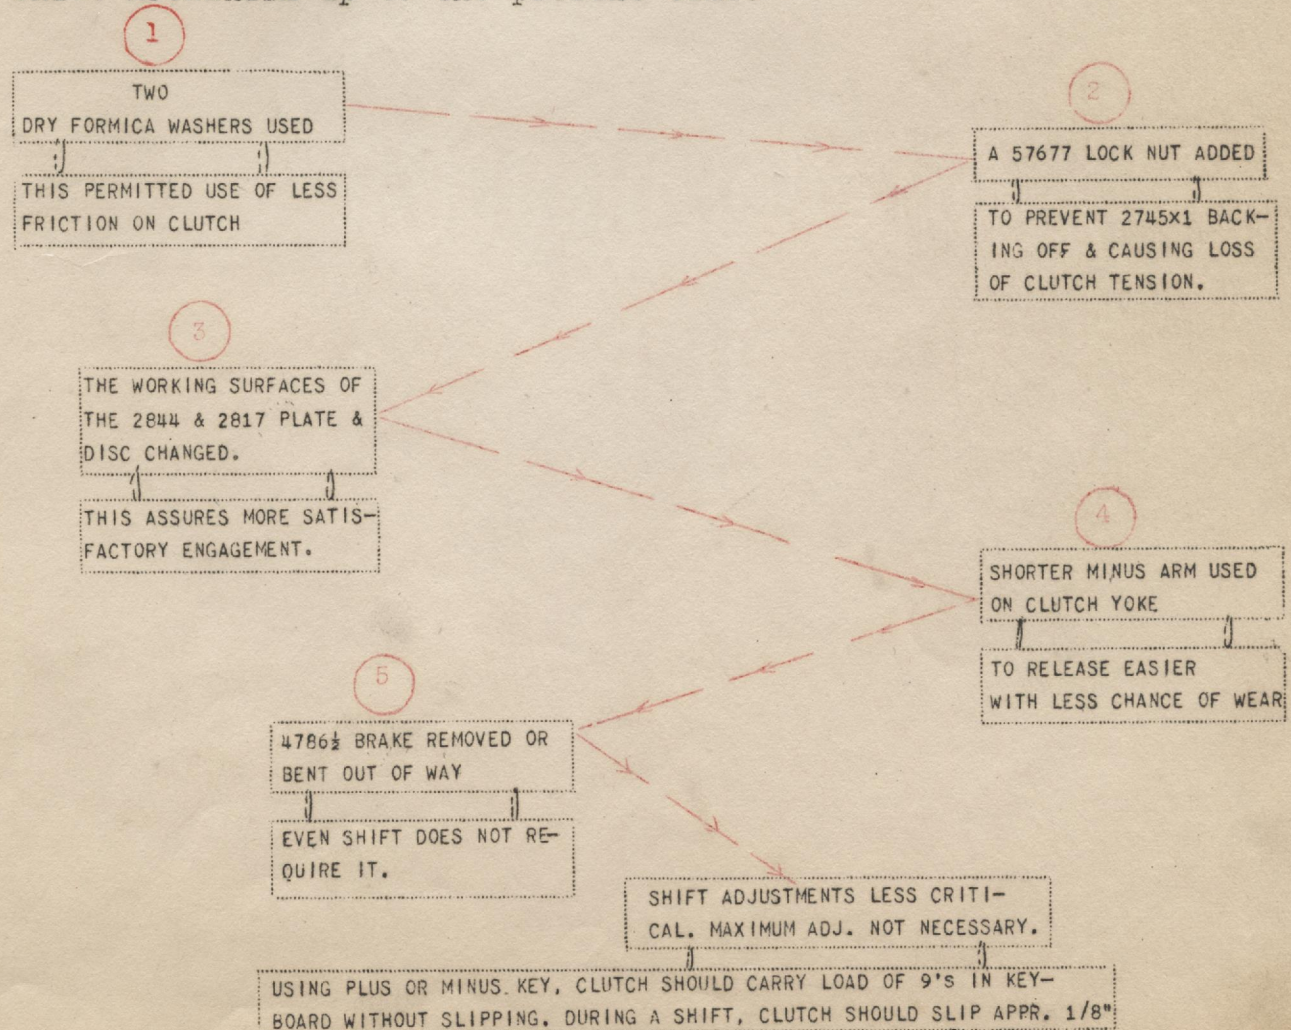 1
TWO
DRY FORMICA WASHERS USED
THIS PERMITTED USE OF LESS
FRICTION ON CLUTCH
2
A 57677 LOCK NUT ADDED
TO PREVENT 2745x1 BACK-
ING OFF & CAUSING LOSS
OF CLUTCH TENSION.
3
THE WORKING SURFACES OF
THE 2844 & 2817 PLATE &
DISC CHANGED.
THIS ASSURES MORE SATIS-
FACTORY ENGAGEMENT.
4
SHORTER MINUS ARM USED
ON CLUTCH YOKE
TO RELEASE EASIER
WITH LESS CHANCE OF WEAR
5
4786½ BRAKE REMOVED OR
BENT OUT OF WAY
EVEN SHIFT DOES NOT RE-
QUIRE IT.
SHIFT ADJUSTMENTS LESS CRITI-
CAL. MAXIMUM ADJ. NOT NECESSARY.
USING PLUS OR MINUS KEY, CLUTCH SHOULD CARRY LOAD OF 9'S IN KEY-
BOARD WITHOUT SLIPPING. DURING A SHIFT, CLUTCH SHOULD SLIP APPR. 1/8"